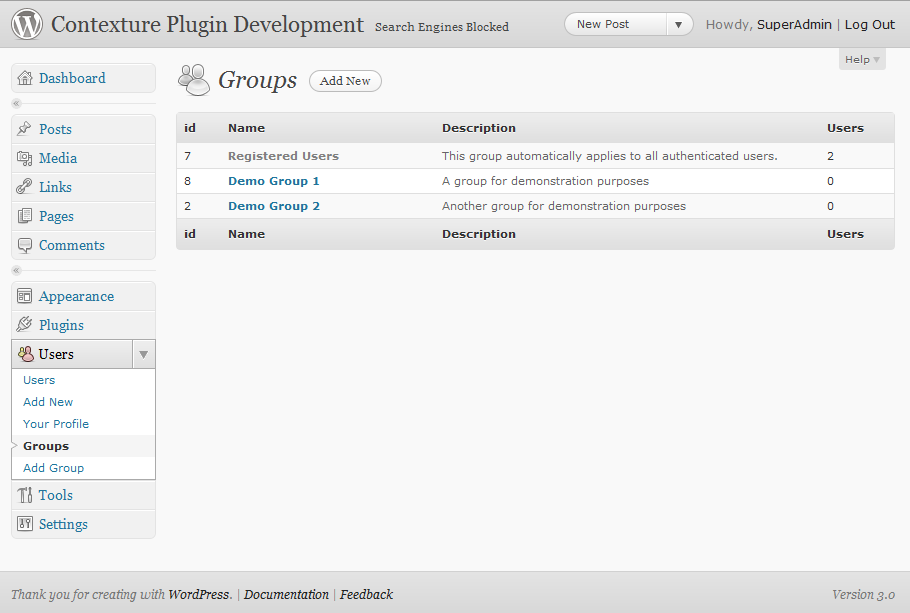 Contexture Plugin Development Search Engines Blocked New Post Howdy, SuperAdmin | Log Out
Help
Dashboard
Posts
Media
Links
Pages
Comments
Appearance
Plugins
Users
Users
Add New
Your Profile
Groups
Add Group
Tools
Settings
Groups Add New
id Name Description Users
7 Registered Users This group automatically applies to all authenticated users. 2
8 Demo Group 1 A group for demonstration purposes 0
2 Demo Group 2 Another group for demonstration purposes 0
id Name Description Users
Thank you for creating with WordPress. | Documentation | Feedback Version 3.0